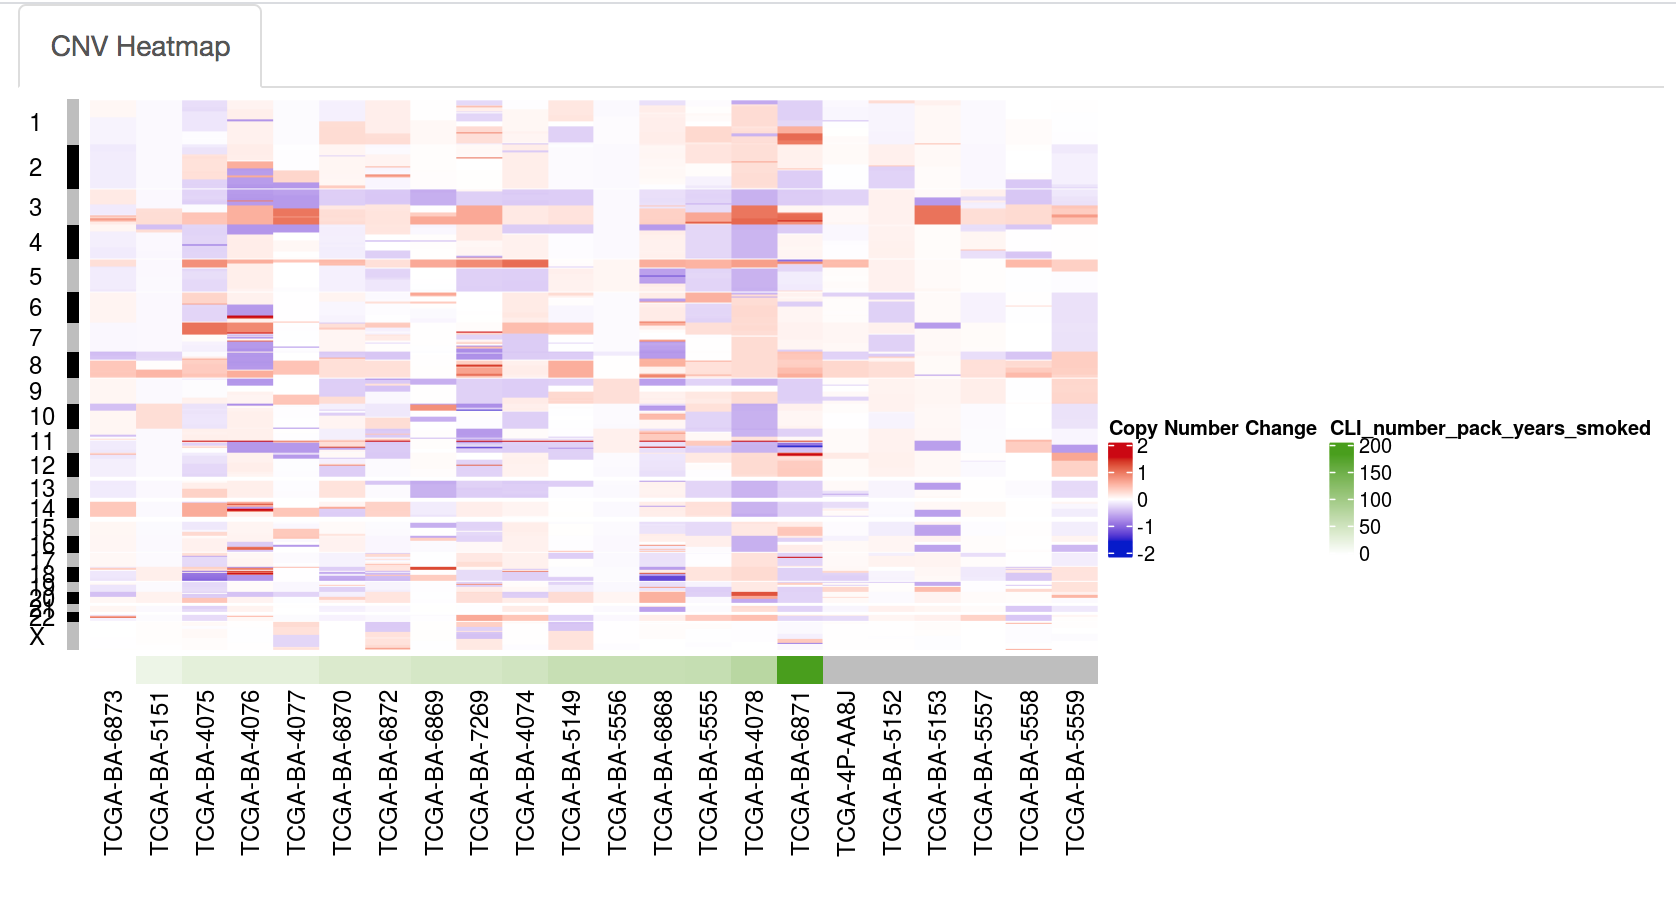 CNV Heatmap
1
2
3
4
5
6
7
8
9
10
11
12
13
14
15
16
17
18
19
20
21
22
X
Copy Number Change
2
1
0
-1
-2
CLI_number_pack_years_smoked
200
150
100
50
0
TCGA-BA-6873
TCGA-BA-5151
TCGA-BA-4075
TCGA-BA-4076
TCGA-BA-4077
TCGA-BA-6870
TCGA-BA-6872
TCGA-BA-6869
TCGA-BA-7269
TCGA-BA-4074
TCGA-BA-5149
TCGA-BA-5556
TCGA-BA-6868
TCGA-BA-5555
TCGA-BA-4078
TCGA-BA-6871
TCGA-4P-AA8J
TCGA-BA-5152
TCGA-BA-5153
TCGA-BA-5557
TCGA-BA-5558
TCGA-BA-5559